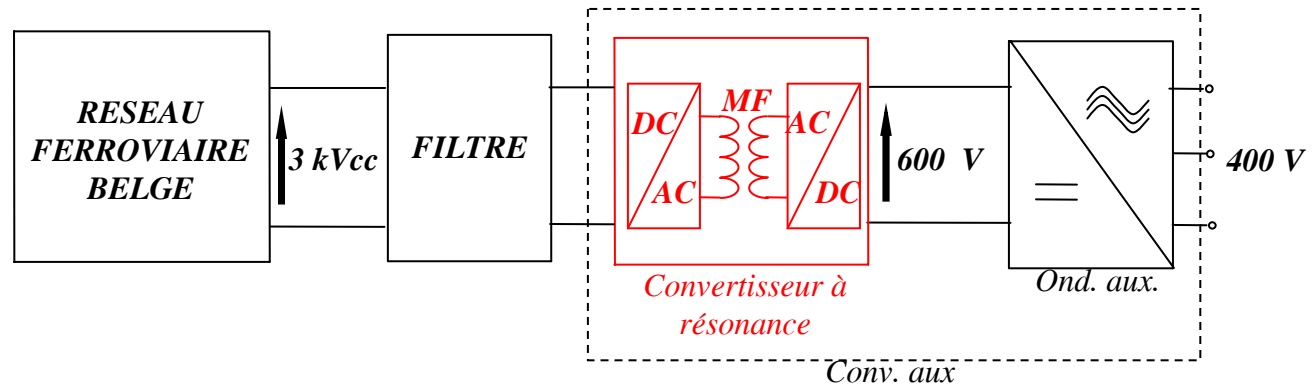 RESEAU
FERROVIAIRE
BELGE
3 kVcc
FILTRE
DC
AC
MF
AC
DC
Convertisseur à
résonance
600 V
Ond. aux.
400 V
Conv. aux